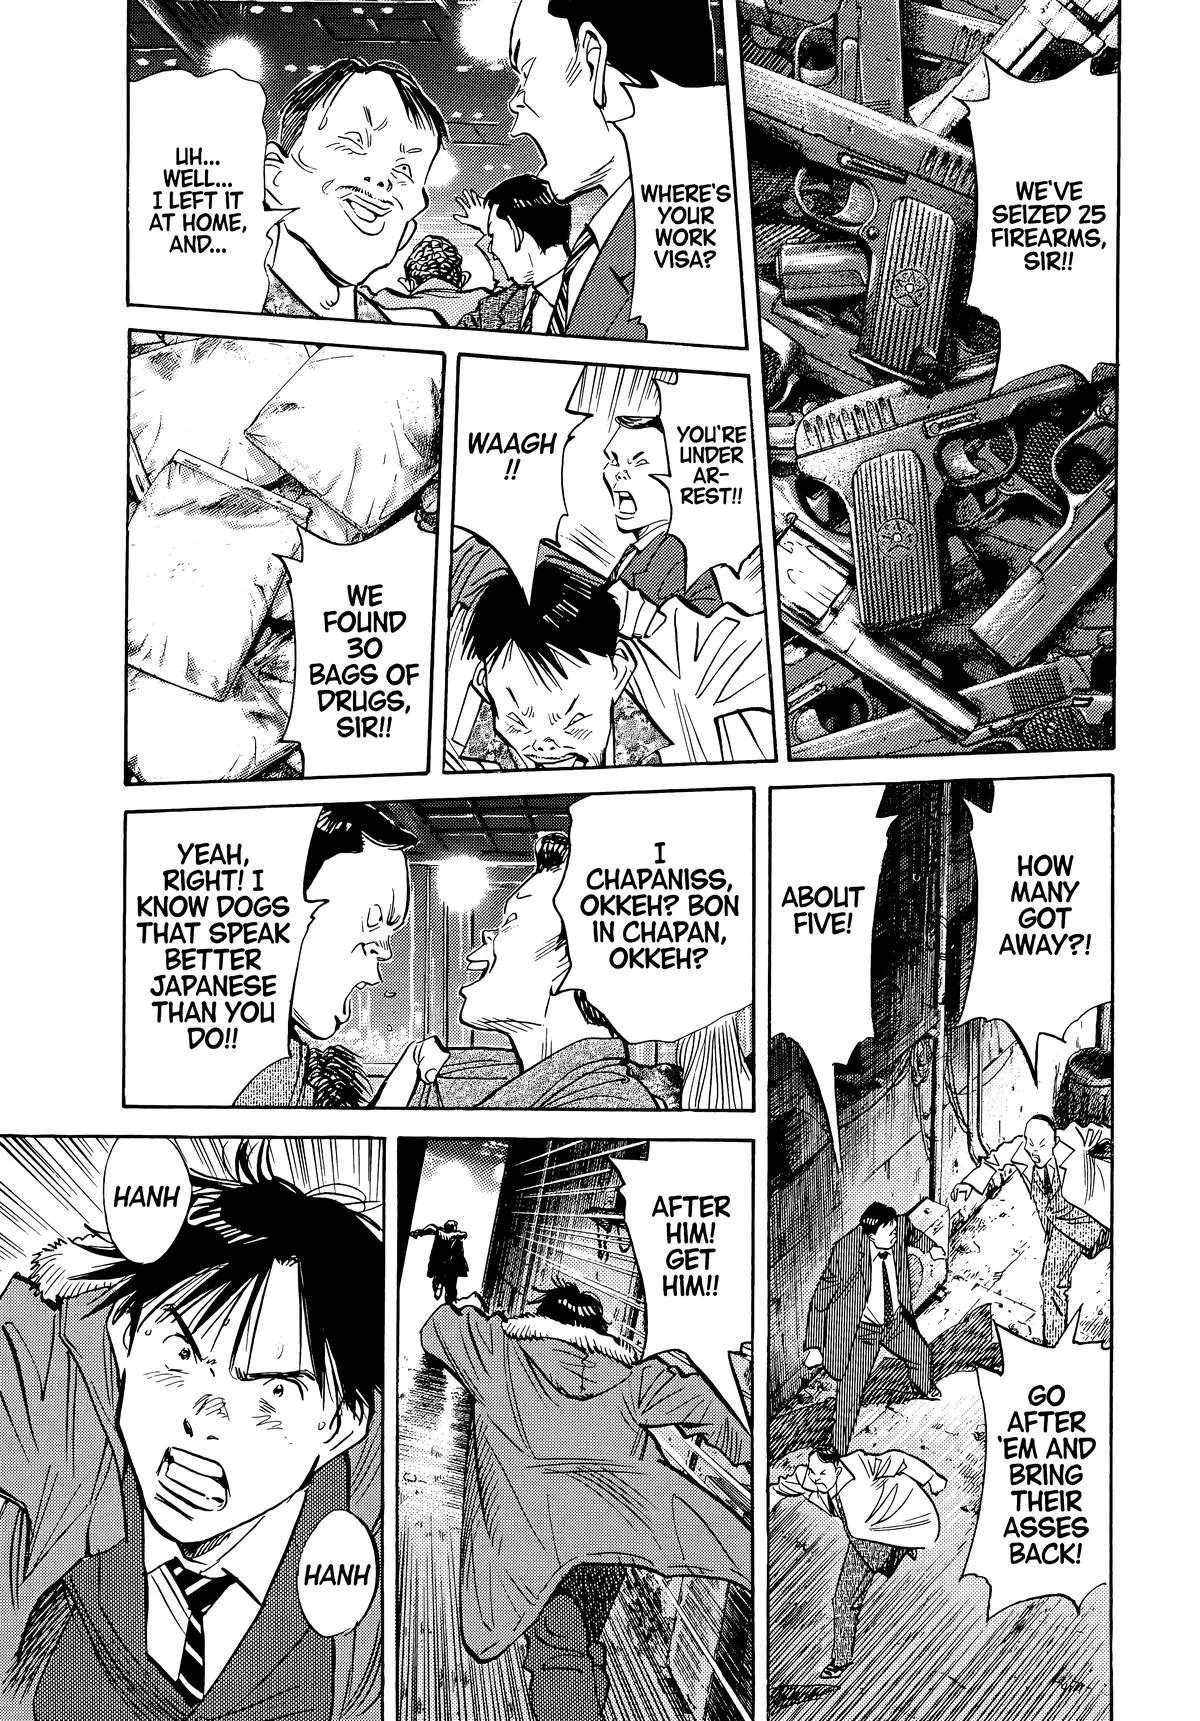 WE'VE
SEIZED 25
FIREARMS,
SIR!!
WHERE'S
YOUR
WORK
VISA?
UH...
WELL...
I LEFT IT
AT HOME,
AND...
YOU'RE
UNDER
AR-
REST!!
WAAGH
!!
WE
FOUND
30
BAGS OF
DRUGS,
SIR!!
HOW
MANY
GOT
AWAY?!
ABOUT
FIVE!
GO
AFTER
'EM AND
BRING
THEIR
ASSES
BACK!
I
CHAPANISS,
OKKEH? BON
IN CHAPAN,
OKKEH?
YEAH,
RIGHT! I
KNOW DOGS
THAT SPEAK
BETTER
JAPANESE
THAN YOU
DO!!
AFTER
HIM!
GET
HIM!!
HANH
HANH